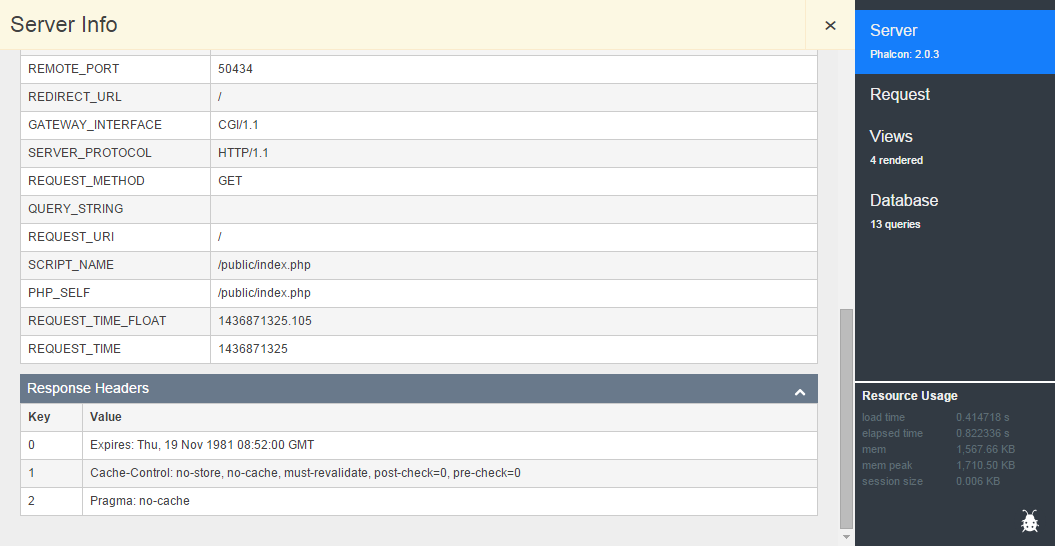 Server Info ×
REMOTE_PORT 50434
REDIRECT_URL /
GATEWAY_INTERFACE CGI/1.1
SERVER_PROTOCOL HTTP/1.1
REQUEST_METHOD GET
QUERY_STRING
REQUEST_URI /
SCRIPT_NAME /public/index.php
PHP_SELF /public/index.php
REQUEST_TIME_FLOAT 1436871325.105
REQUEST_TIME 1436871325
Response Headers
Key Value
0 Expires: Thu, 19 Nov 1981 08:52:00 GMT
1 Cache-Control: no-store, no-cache, must-revalidate, post-check=0, pre-check=0
2 Pragma: no-cache
Server
Phalcon: 2.0.3
Request
Views
4 rendered
Database
13 queries
Resource Usage
load time 0.414718 s
elapsed time 0.822336 s
mem 1,567.66 KB
mem peak 1,710.50 KB
session size 0.006 KB